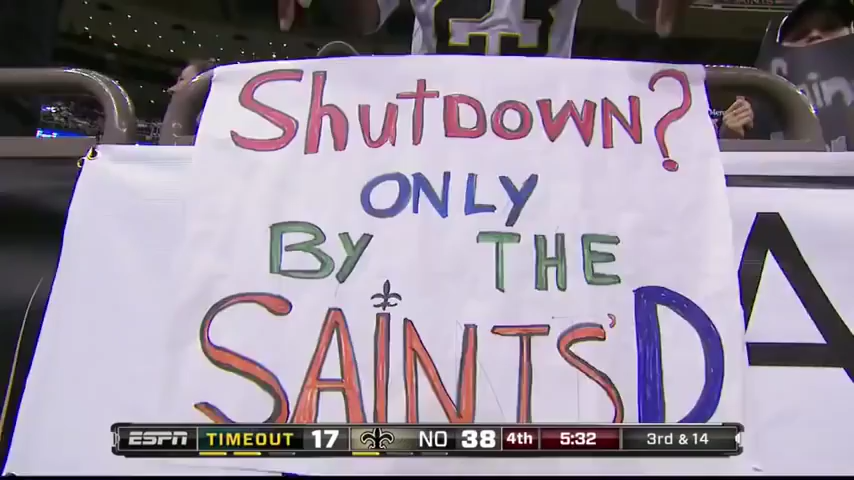 Shutdown?
ONLY
BY THE
SAINTS' D
ESPN TIMEOUT 17 NO 38 4th 5:32 3rd & 14